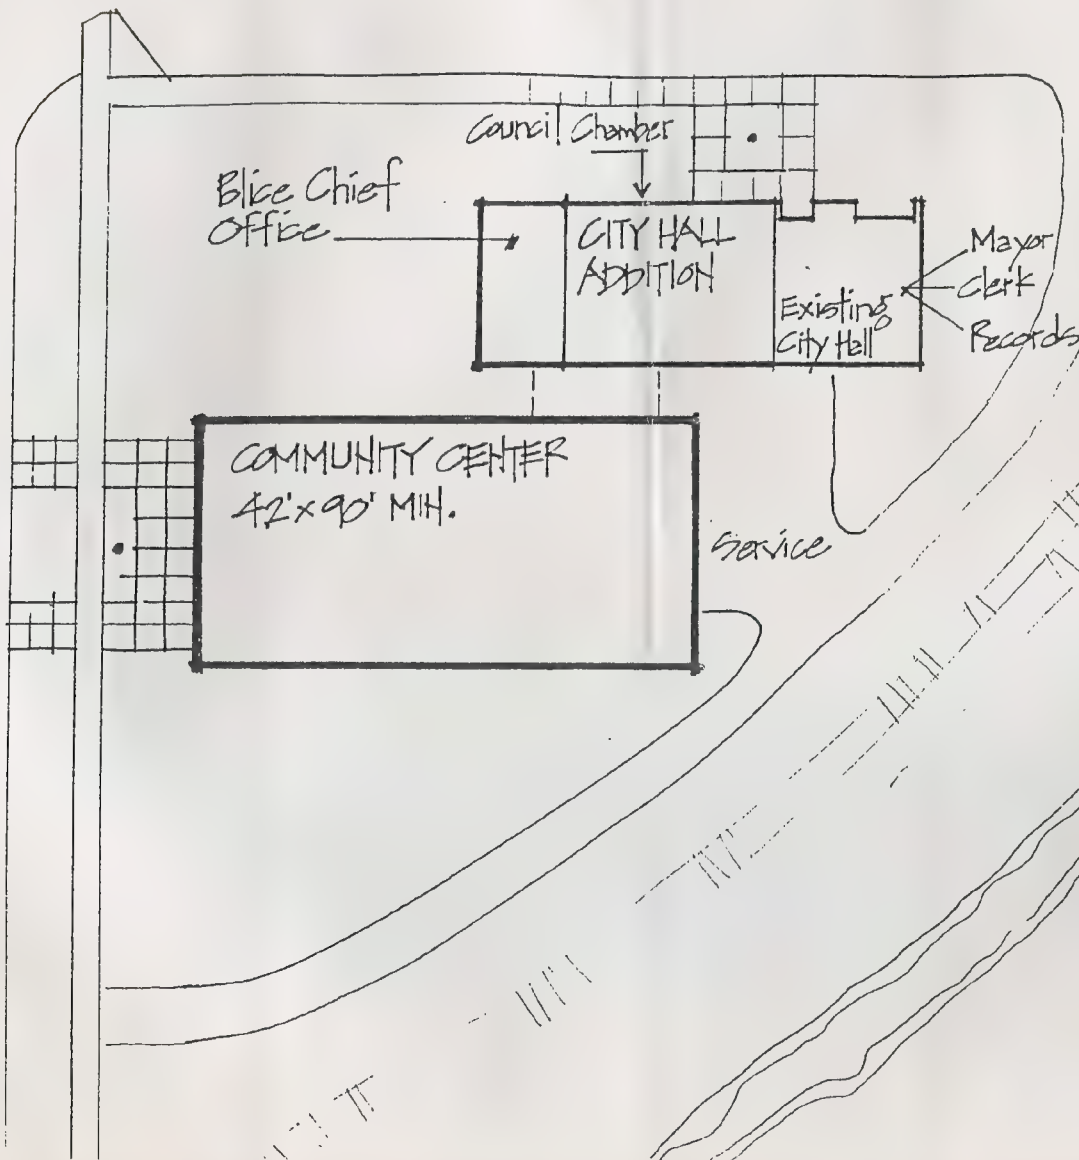 Council Chamber
Blice Chief
Office
CITY HALL
ADDITION
Mayor
Clerk
Records
Existing
City Hall
COMMUNITY CENTER
42'x90' MIN.
Service